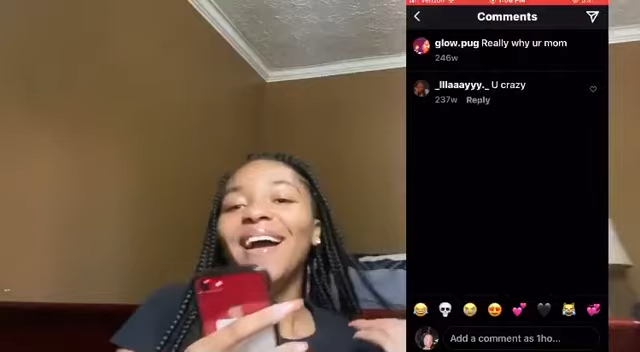 Comments
glow.pug Really why ur mom
246w
_lllaaayyy._ U crazy
237w Reply
Add a comment as 1ho...